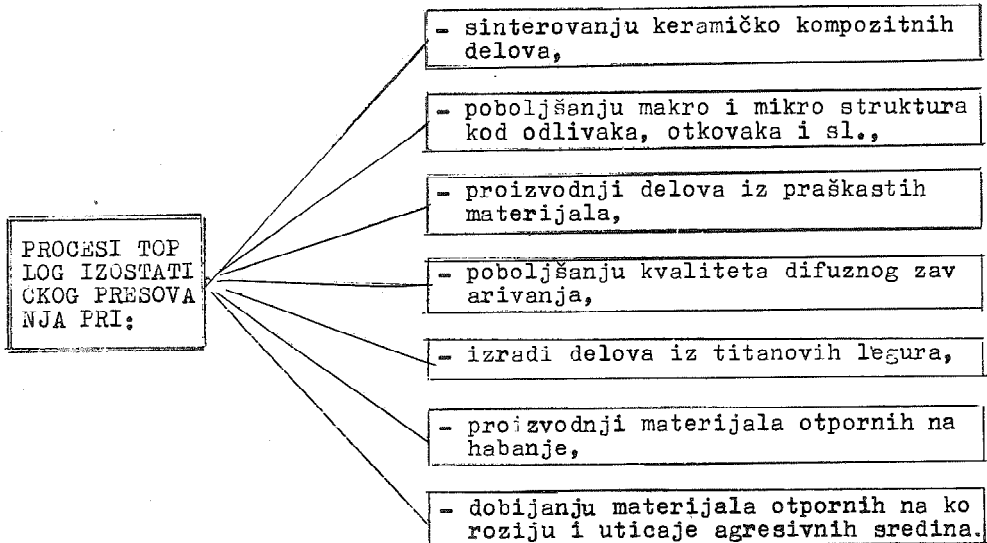 PROCESI TOP
LOG IZOSTATI
ČKOG PRESOVA
NJA PRI:
- sinterovanju keramičko kompozitnih
delova,
- poboljšanju makro i mikro struktura
kod odlivaka, otkovaka i sl.,
- proizvodnji delova iz praškastih
materijala,
- poboljšanju kvaliteta difuznog zav
arivanja,
- izradi delova iz titanovih legura,
- proizvodnji materijala otpornih na
habanje,
- dobijanju materijala otpornih na ko
roziju i uticaje agresivnih sredina.